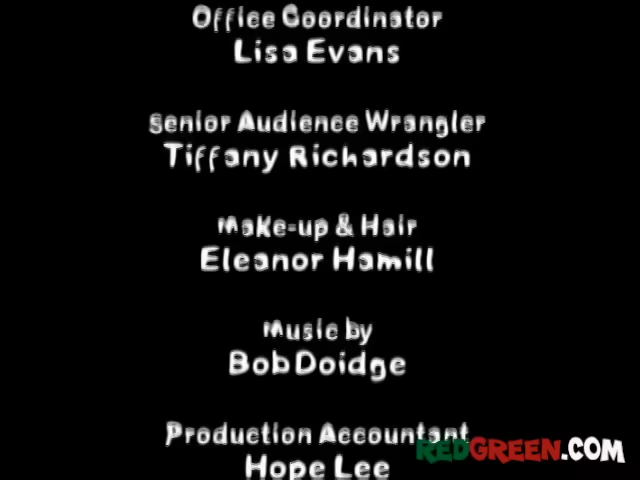 Office Coordinator
Lisa Evans
Senior Audience Wrangler
Tiffany Richardson
Make-up & Hair
Eleanor Hamill
Music by
Bob Doidge
Production Accountant
REDGREEN.COM
Hope Lee